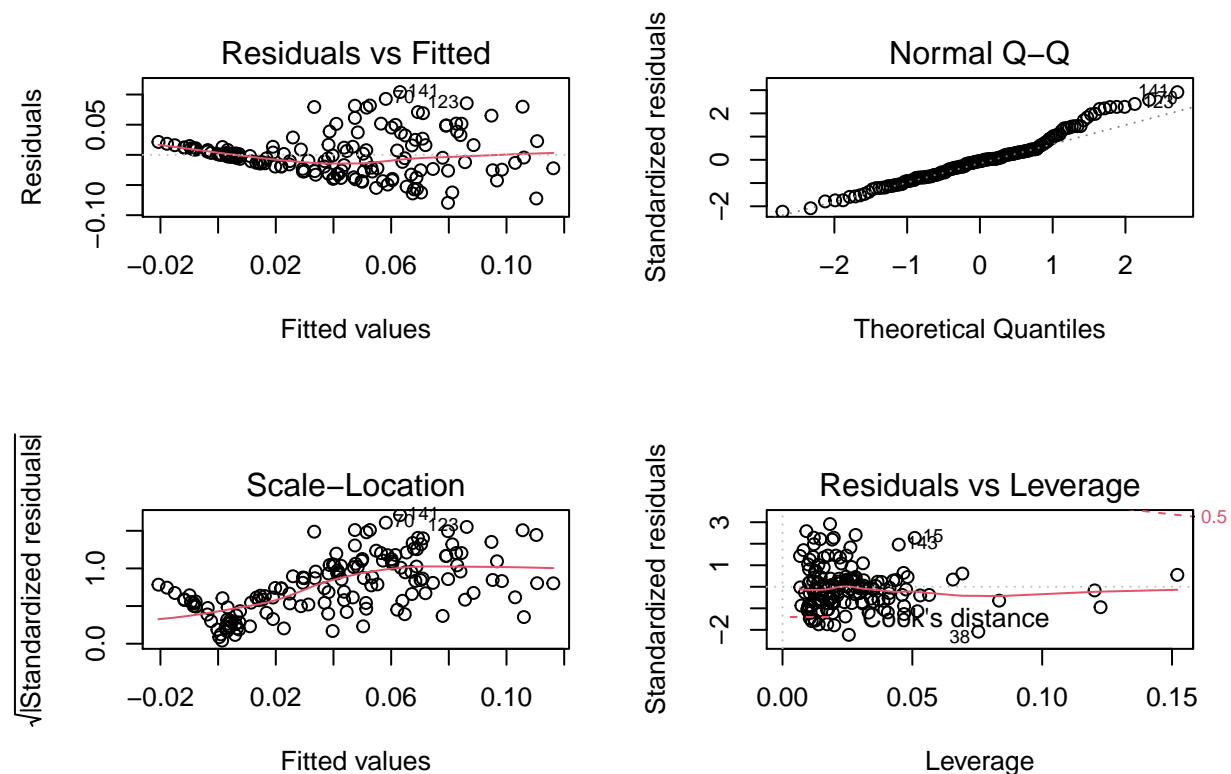 Residuals vs Fitted
Residuals
0.05
−0.10
141
70
123
−0.02 0.02 0.06 0.10
Fitted values
Normal Q−Q
Standardized residuals
2
0
−2
141
70
123
−2 −1 0 1 2
Theoretical Quantiles
Scale−Location
√|Standardized residuals|
1.0
0.0
141
70
123
−0.02 0.02 0.06 0.10
Fitted values
Residuals vs Leverage
Standardized residuals
3
1
−2
0.5
15
143
Cook's distance
38
0.00 0.05 0.10 0.15
Leverage